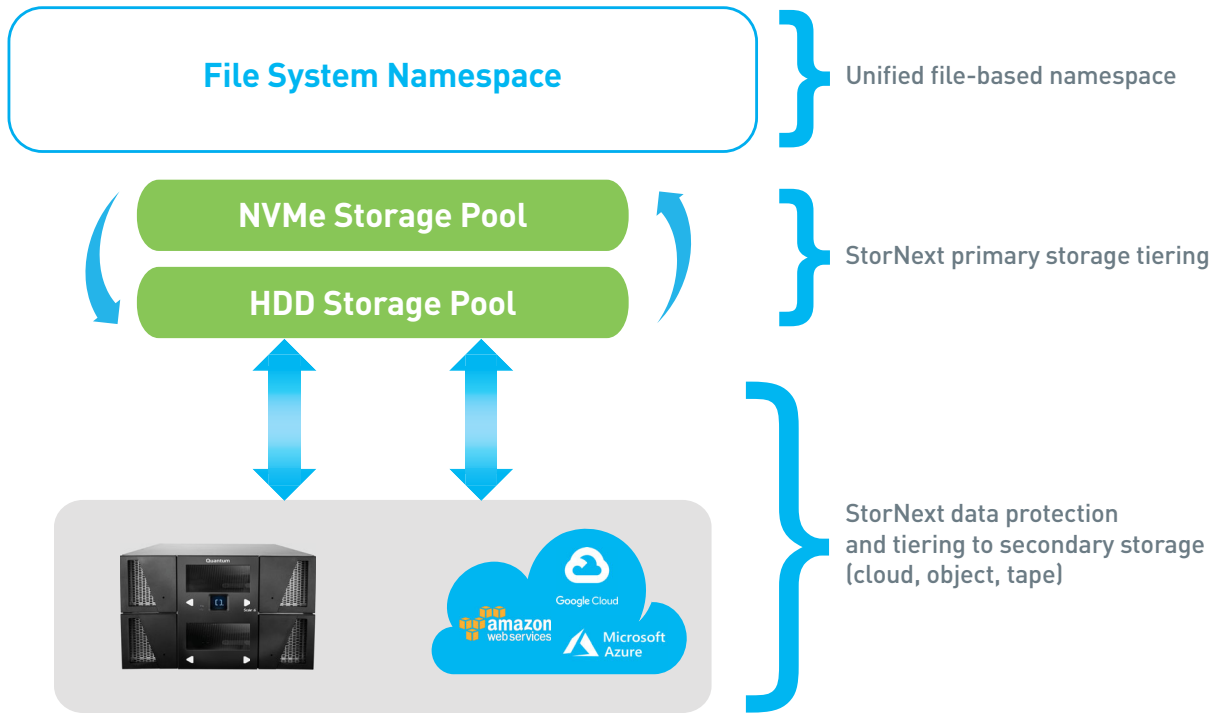 File System Namespace
Unified file-based namespace
NVMe Storage Pool
HDD Storage Pool
StorNext primary storage tiering
StorNext data protection
and tiering to secondary storage
(cloud, object, tape)
Quantum
Google Cloud
amazon
webservices
Microsoft
Azure